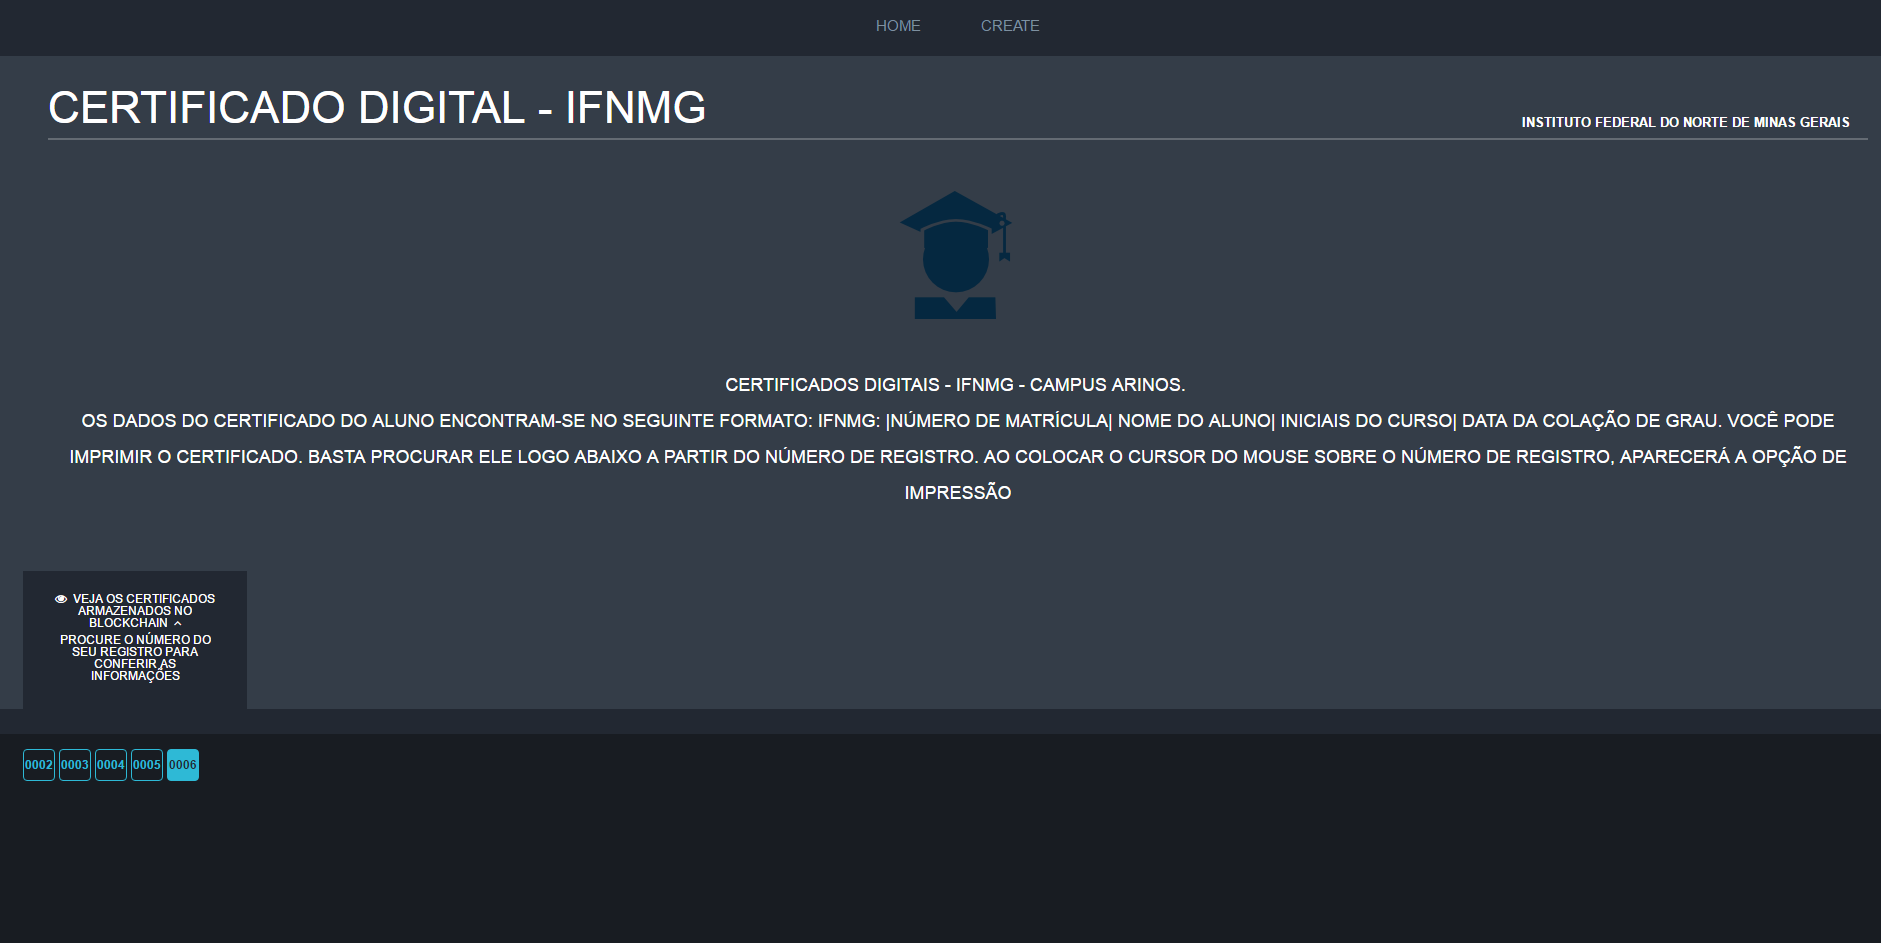 HOME CREATE
CERTIFICADO DIGITAL - IFNMG
INSTITUTO FEDERAL DO NORTE DE MINAS GERAIS
CERTIFICADOS DIGITAIS - IFNMG - CAMPUS ARINOS.
OS DADOS DO CERTIFICADO DO ALUNO ENCONTRAM-SE NO SEGUINTE FORMATO: IFNMG: |NÚMERO DE MATRÍCULA| NOME DO ALUNO| INICIAIS DO CURSO| DATA DA COLAÇÃO DE GRAU. VOCÊ PODE
IMPRIMIR O CERTIFICADO. BASTA PROCURAR ELE LOGO ABAIXO A PARTIR DO NÚMERO DE REGISTRO. AO COLOCAR O CURSOR DO MOUSE SOBRE O NÚMERO DE REGISTRO, APARECERÁ A OPÇÃO DE
IMPRESSÃO
VEJA OS CERTIFICADOS
ARMAZENADOS NO
BLOCKCHAIN
PROCURE O NÚMERO DO
SEU REGISTRO PARA
CONFERIR AS
INFORMAÇÕES
0002 0003 0004 0005 0006